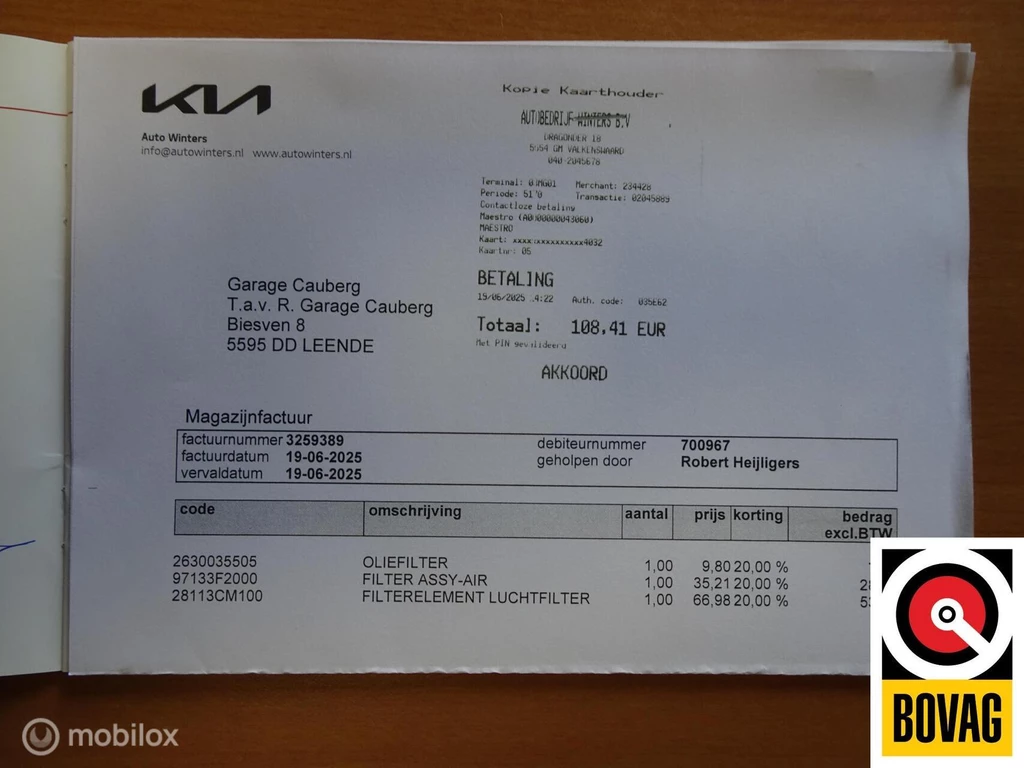 KIA
Auto Winters
info@autowinters.nl www.autowinters.nl
Kopie Kaarthouder
AUTOBEDRIJF WINTERS B.V
DRAGONDER 18
5554 GM VALKENSWAARD
040-2045678
Terminal: Merchant: 234428
Periode: Transactie: 02045889
Contactloze betaling
Maestro
MAESTRO
Kaart: 4032
Kaartnr: 05
BETALING
19/06/2025 Auth. code: 035E62
Totaal: 108,41 EUR
Met PIN gevalideerd
AKKOORD
Garage Cauberg
T.a.v. R. Garage Cauberg
Biesven 8
5595 DD LEENDE
Magazijnfactuur
factuurnummer 3259389 debiteurnummer 700967
factuurdatum 19-06-2025 geholpen door Robert Heijligers
vervaldatum 19-06-2025
code omschrijving aantal prijs korting bedrag
excl.BTW
2630035505 OLIEFILTER 1,00 9,80 20,00 %
97133F2000 FILTER ASSY-AIR 1,00 35,21 20,00 % 28
28113CM100 FILTERELEMENT LUCHTFILTER 1,00 66,98 20,00 % 53
BOVAG
mobilox